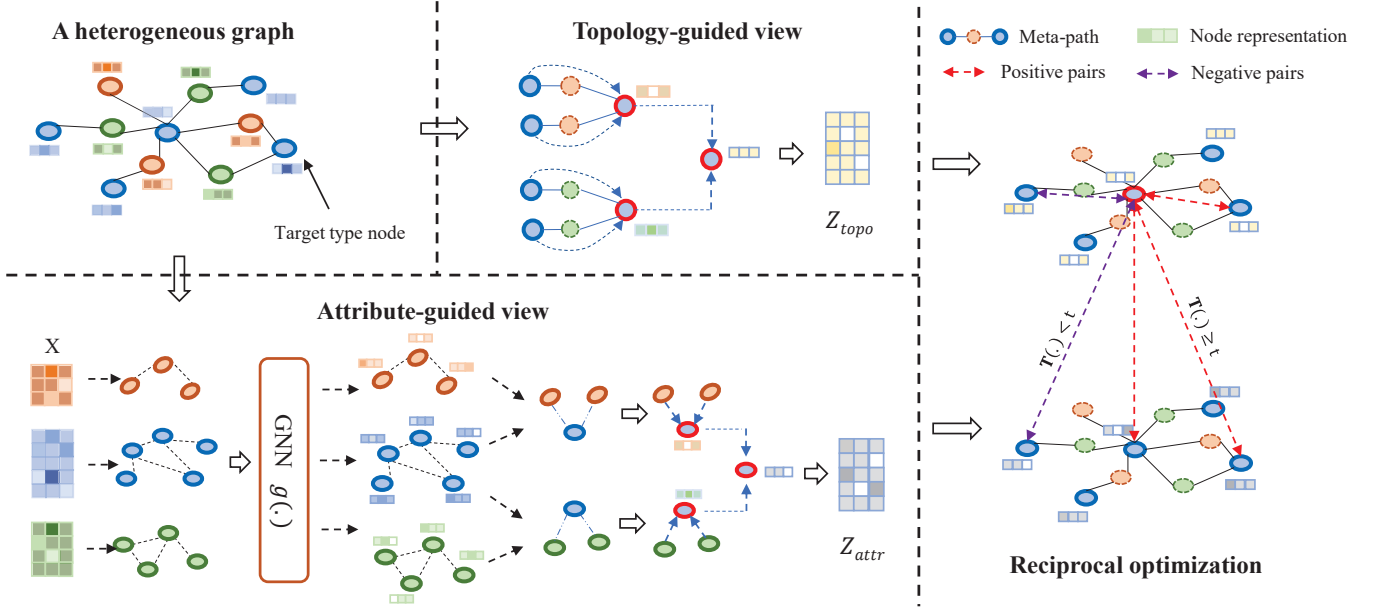 A heterogeneous graph
Target type node
Topology-guided view
Z_topo
Meta-path
Node representation
Positive pairs
Negative pairs
Attribute-guided view
X
GNN g(.)
Z_attr
T(.) < t
T(.) ≥ t
Reciprocal optimization